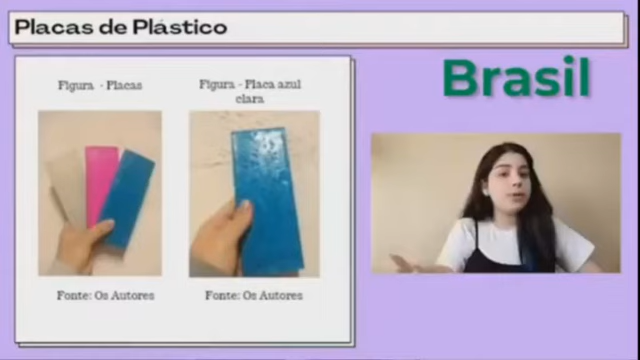 Placas de Plástico
Brasil
Figura - Placas
Figura - Placa azul
clara
Fonte: Os Autores
Fonte: Os Autores